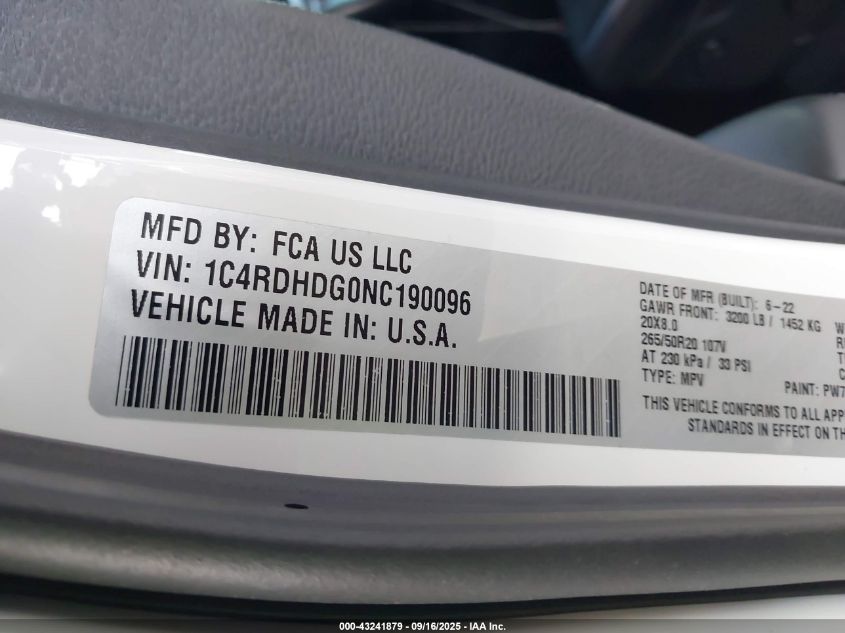 MFD BY: FCA US LLC
VIN: 1C4RDHDG0NC190096
VEHICLE MADE IN: U.S.A.
DATE OF MFR (BUILT): 6-22
GAWR FRONT: 3200 LB / 1452 KG
20X8.0
265/50R20 107V
AT 230 kPa / 33 PSI
TYPE: MPV
PAINT: PW7
THIS VEHICLE CONFORMS TO ALL APP
STANDARDS IN EFFECT ON TH
000-43241879 | 09/16/2025 - IAA Inc.